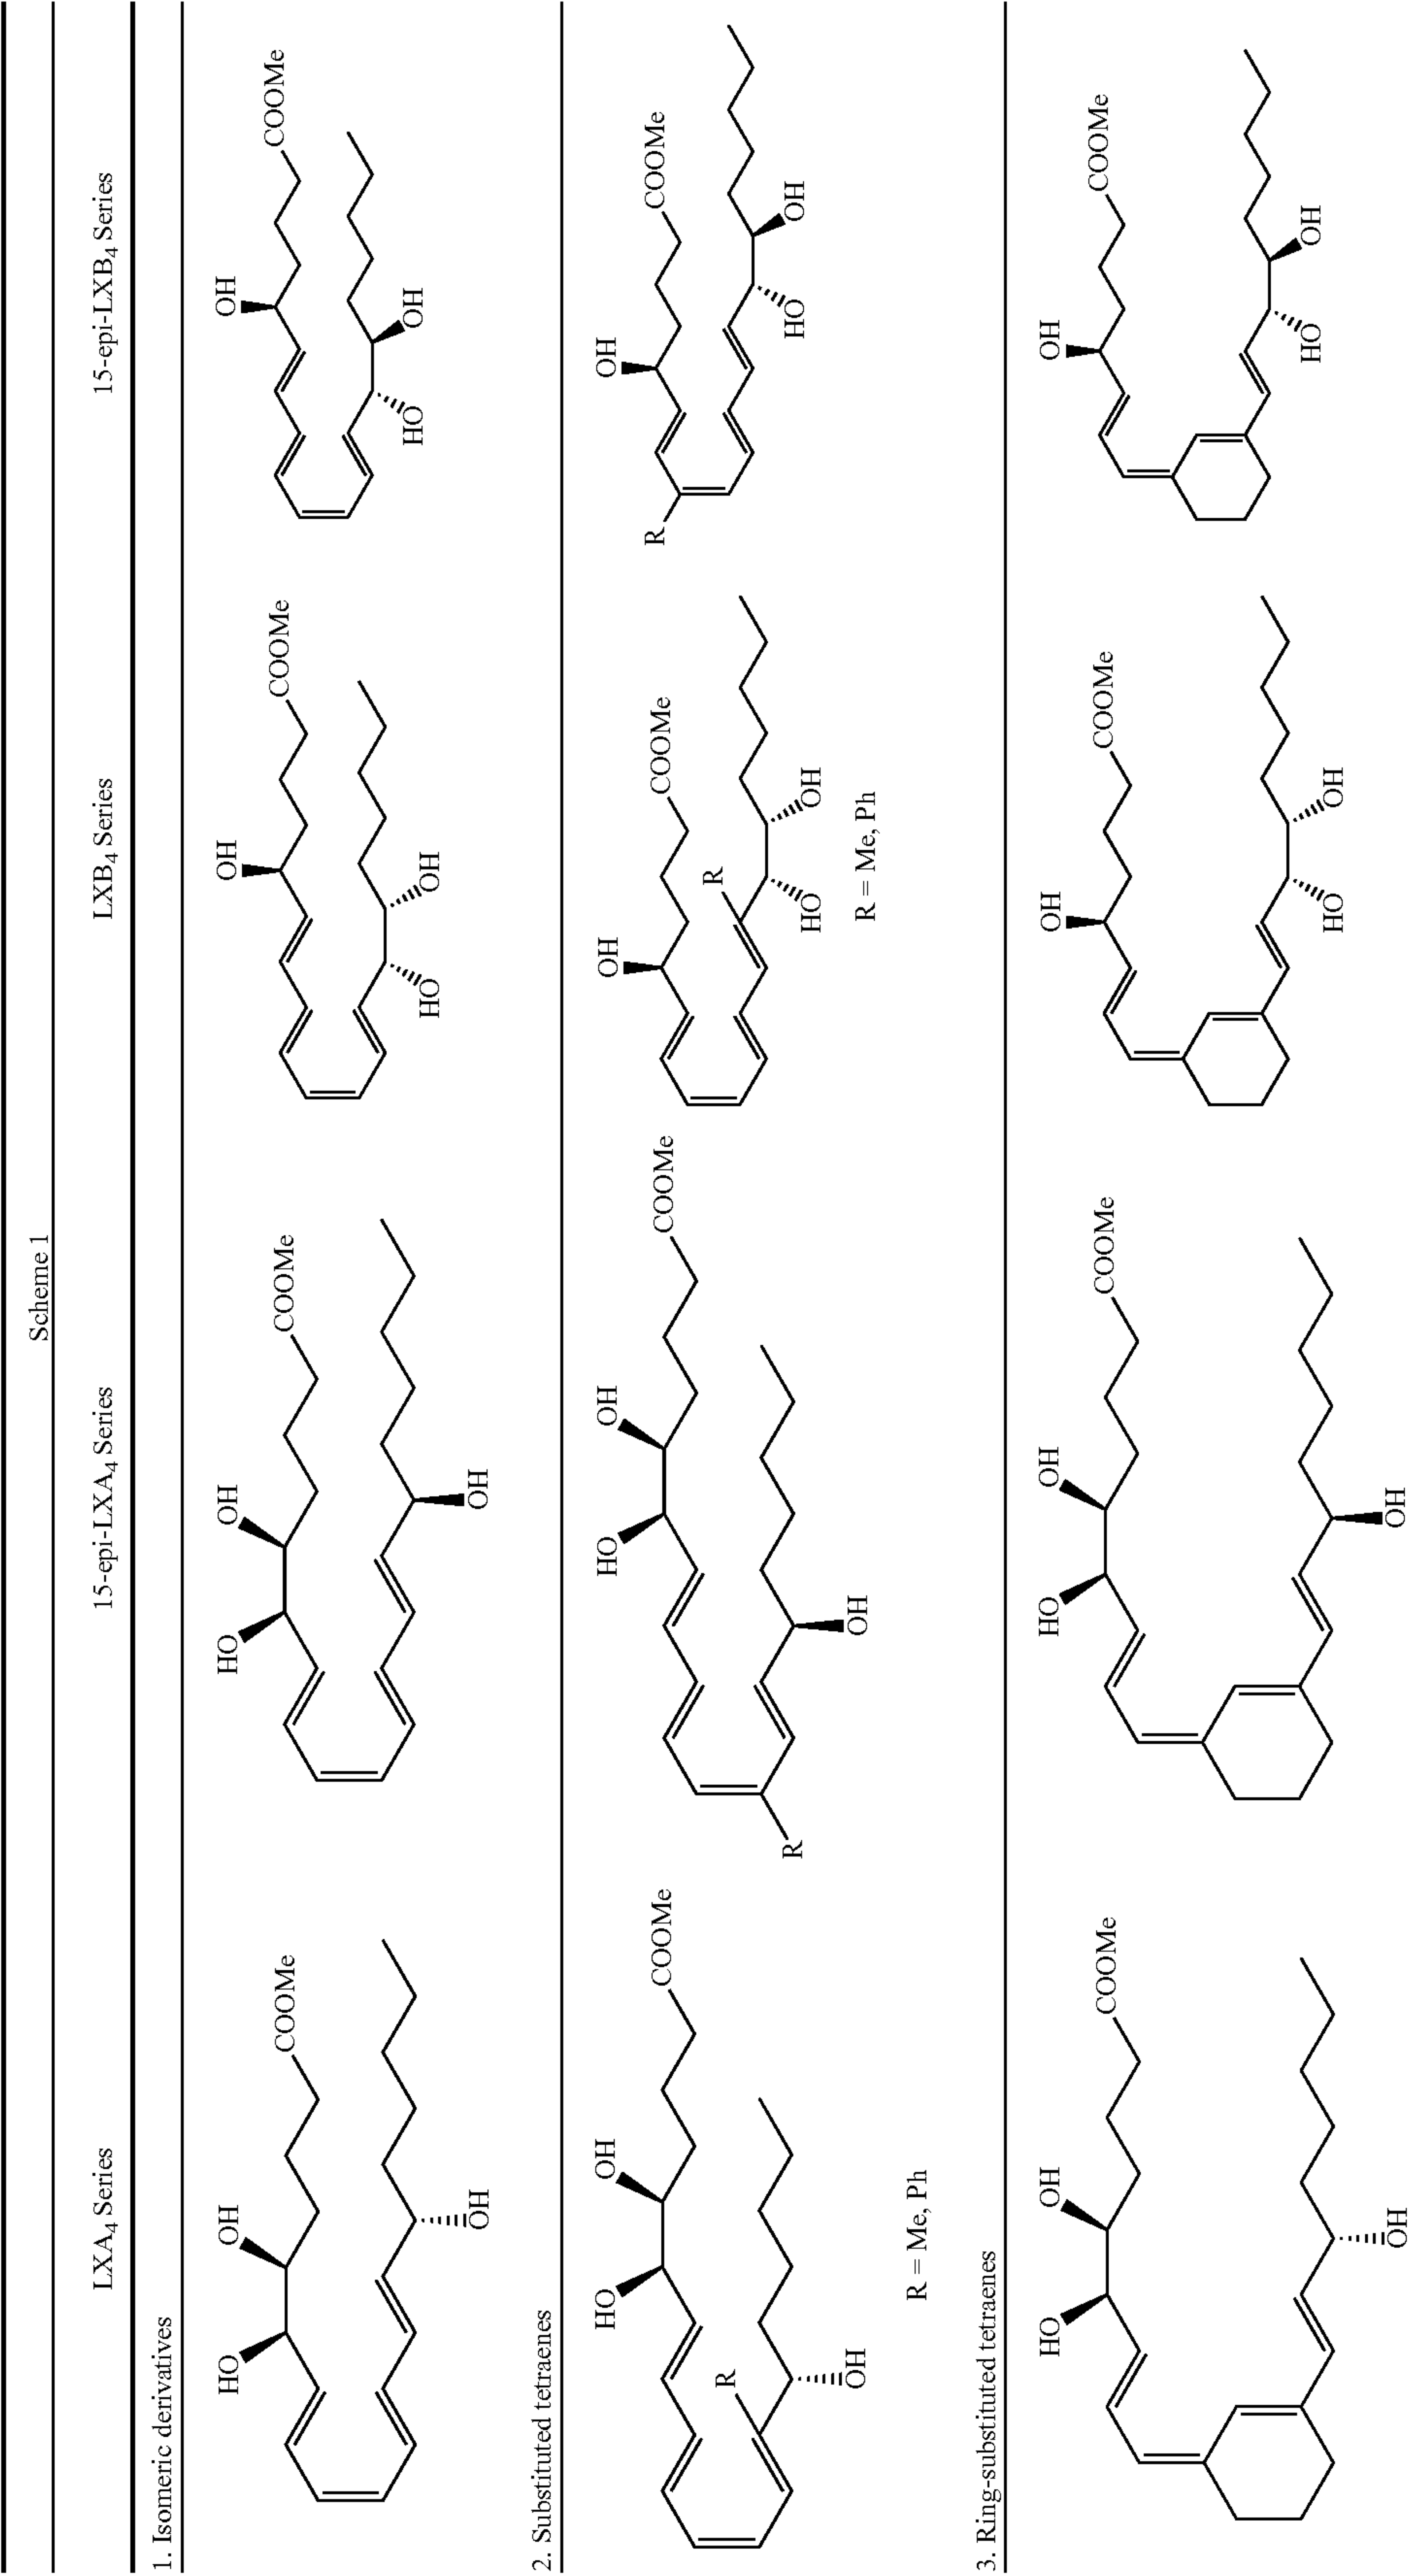 Scheme 1
LXA4 Series
15-epi-LXA4 Series
LXB4 Series
15-epi-LXB4 Series
1. Isomeric derivatives
HO
OH
COOMe
OH
HO
OH
COOMe
OH
OH
COOMe
HO
OH
OH
COOMe
HO
OH
2. Substituted tetraenes
HO
OH
COOMe
R
OH
R = Me, Ph
HO
OH
COOMe
R
OH
OH
COOMe
R
HO
OH
R = Me, Ph
OH
COOMe
R
HO
OH
3. Ring-substituted tetraenes
HO
OH
COOMe
OH
HO
OH
COOMe
OH
OH
COOMe
HO
OH
OH
COOMe
HO
OH